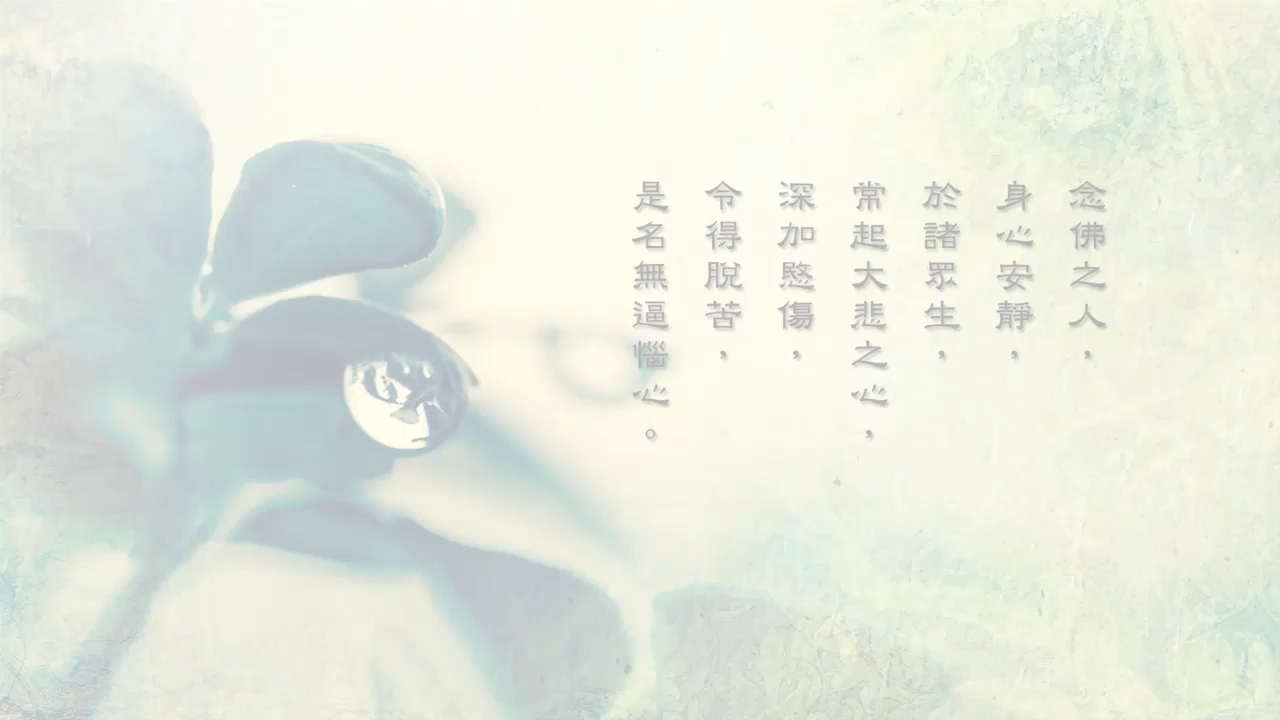 念佛之人，
身心安靜，
於諸眾生，
常起大悲之心，
深加愍傷，
令得脫苦，
是名無逼惱心。